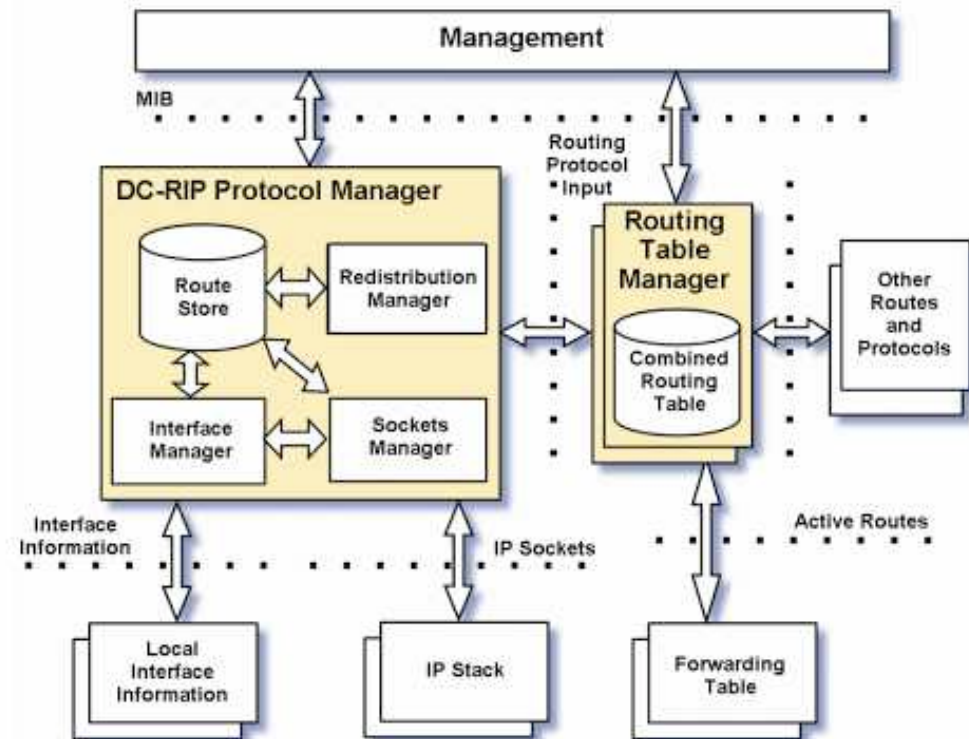 Management
MIB
Routing
Protocol
Input
DC-RIP Protocol Manager
Route
Store
Redistribution
Manager
Interface
Manager
Sockets
Manager
Routing
Table
Manager
Combined
Routing
Table
Other
Routes
and
Protocols
Interface
Information
IP Sockets
Active Routes
Local
Interface
Information
IP Stack
Forwarding
Table